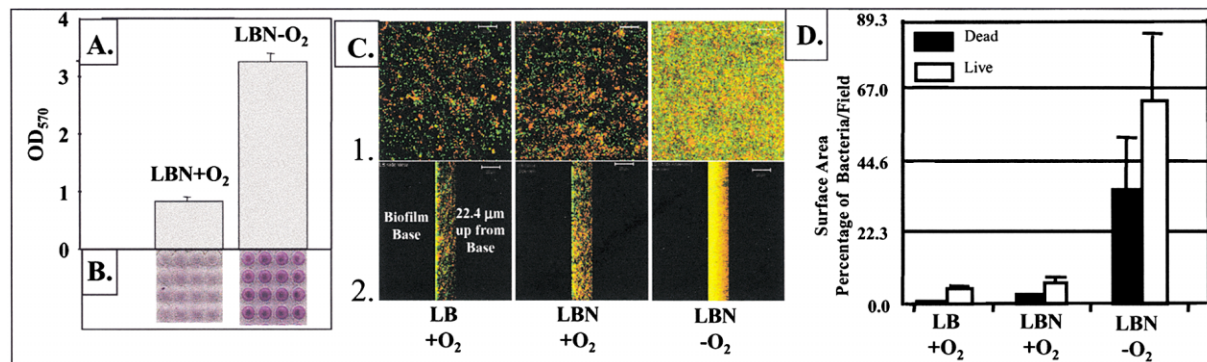 A.
OD570
4
3
2
1
0
LBN+O2
LBN-O2
B.
C.
1.
2.
Biofilm
Base
22.4 µm
up from
Base
LB
+O2
LBN
+O2
LBN
-O2
D.
Surface Area
Percentage of Bacteria/Field
89.3
67.0
44.6
22.3
0.0
Dead
Live
LB
+O2
LBN
+O2
LBN
-O2